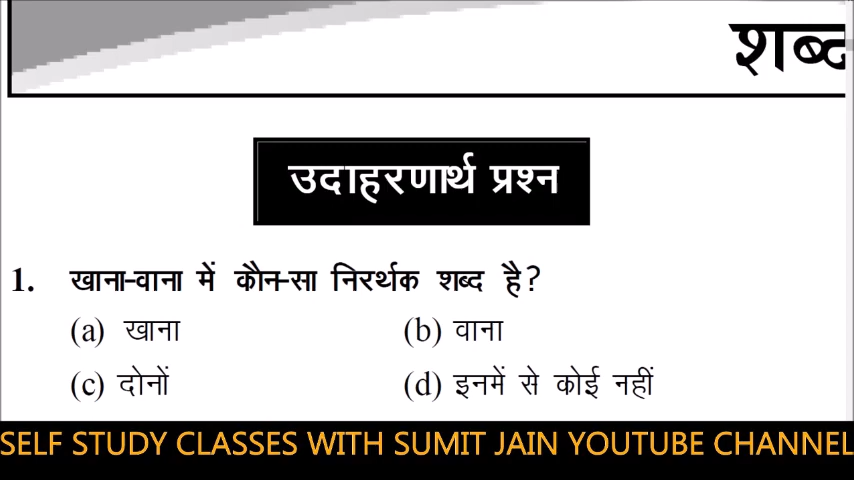 शब्द
उदाहरणार्थ प्रश्न
1. खाना-वाना में कौन-सा निरर्थक शब्द है?
(a) खाना (b) वाना
(c) दोनों (d) इनमें से कोई नहीं
SELF STUDY CLASSES WITH SUMIT JAIN YOUTUBE CHANNEL